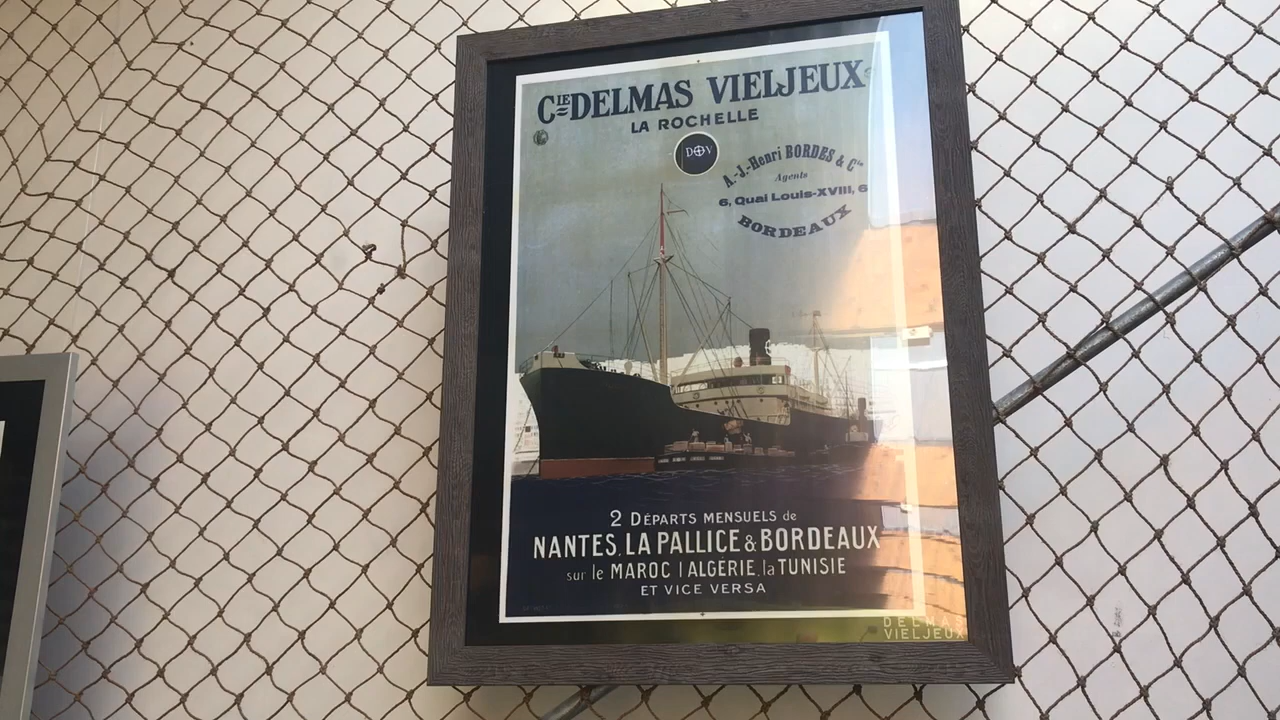 CIE DELMAS VIELJEUX
LA ROCHELLE
D V
A.-J.-Henri BORDES & Cie
Agents
6, Quai Louis-XVIII, 6
BORDEAUX
2 DÉPARTS MENSUELS de
NANTES, LA PALLICE & BORDEAUX
sur le MAROC l ALGERIE, la TUNISIE
ET VICE VERSA
DELMAS
VIELJEUX